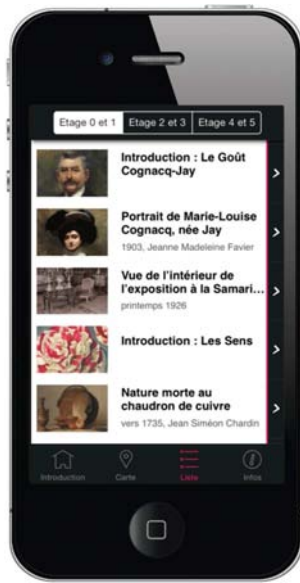 Etage 0 et 1 Etage 2 et 3 Etage 4 et 5
Introduction : Le Goût
Cognacq-Jay
Portrait de Marie-Louise
Cognacq, née Jay
1903, Jeanne Madeleine Favier
Vue de l'intérieur de
l'exposition à la Samari...
printemps 1926
Introduction : Les Sens
Nature morte au
chaudron de cuivre
vers 1735, Jean Siméon Chardin
Introduction Carte Liste Infos